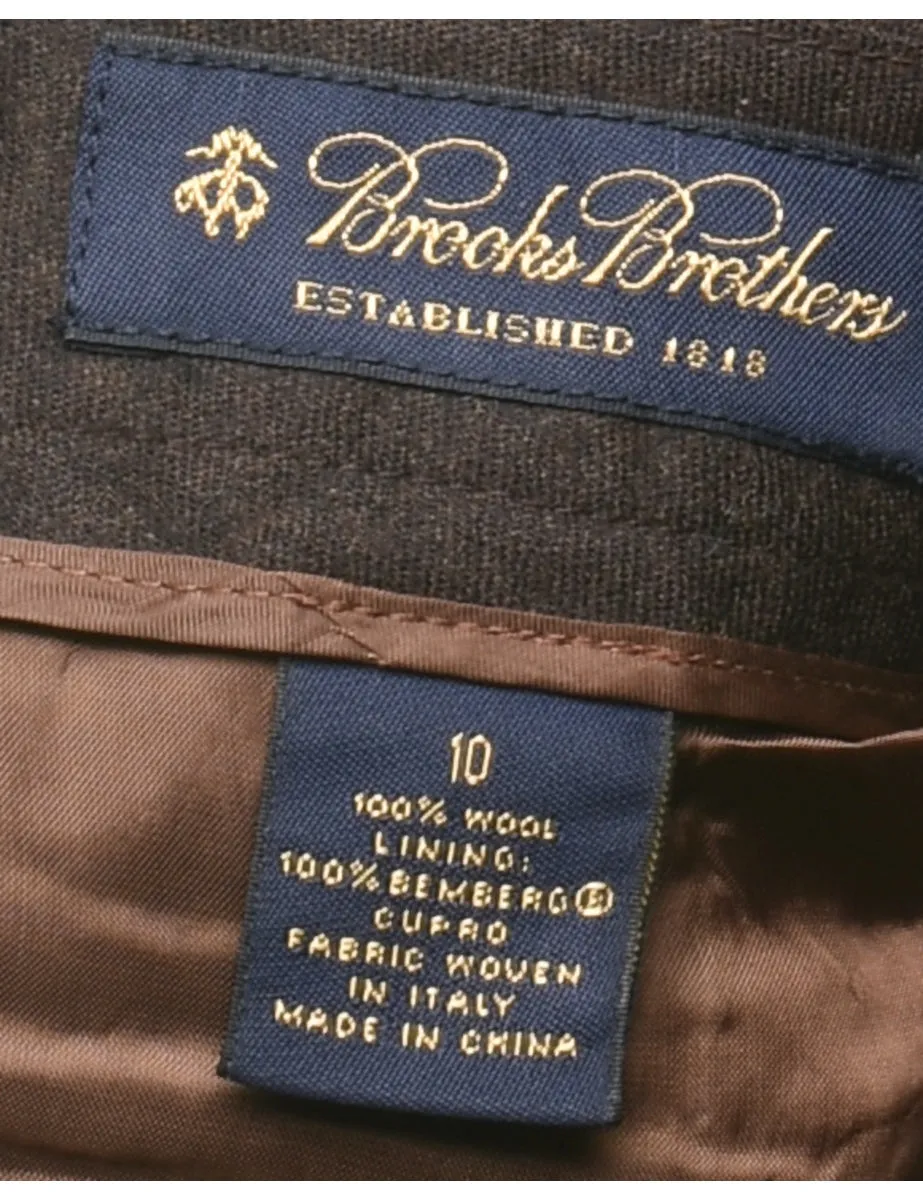 Brooks Brothers
ESTABLISHED 1818
10
100% WOOL
LINING:
100% BEMBERG®
CUPRO
FABRIC WOVEN
IN ITALY
MADE IN CHINA